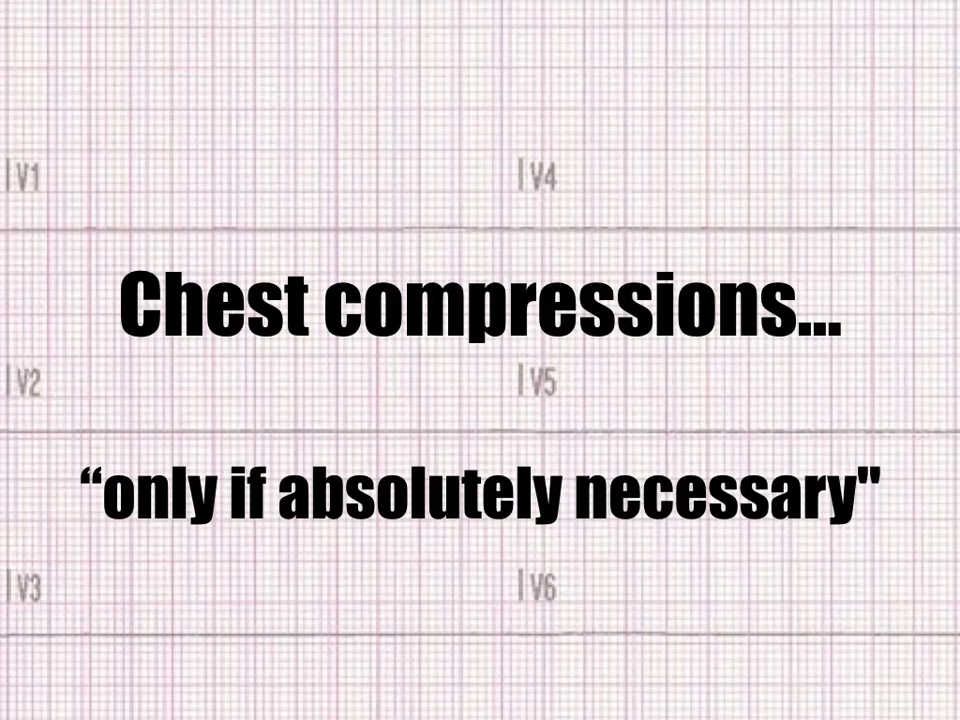 V1 V4
Chest compressions...
V2 V5
“only if absolutely necessary"
V3 V6